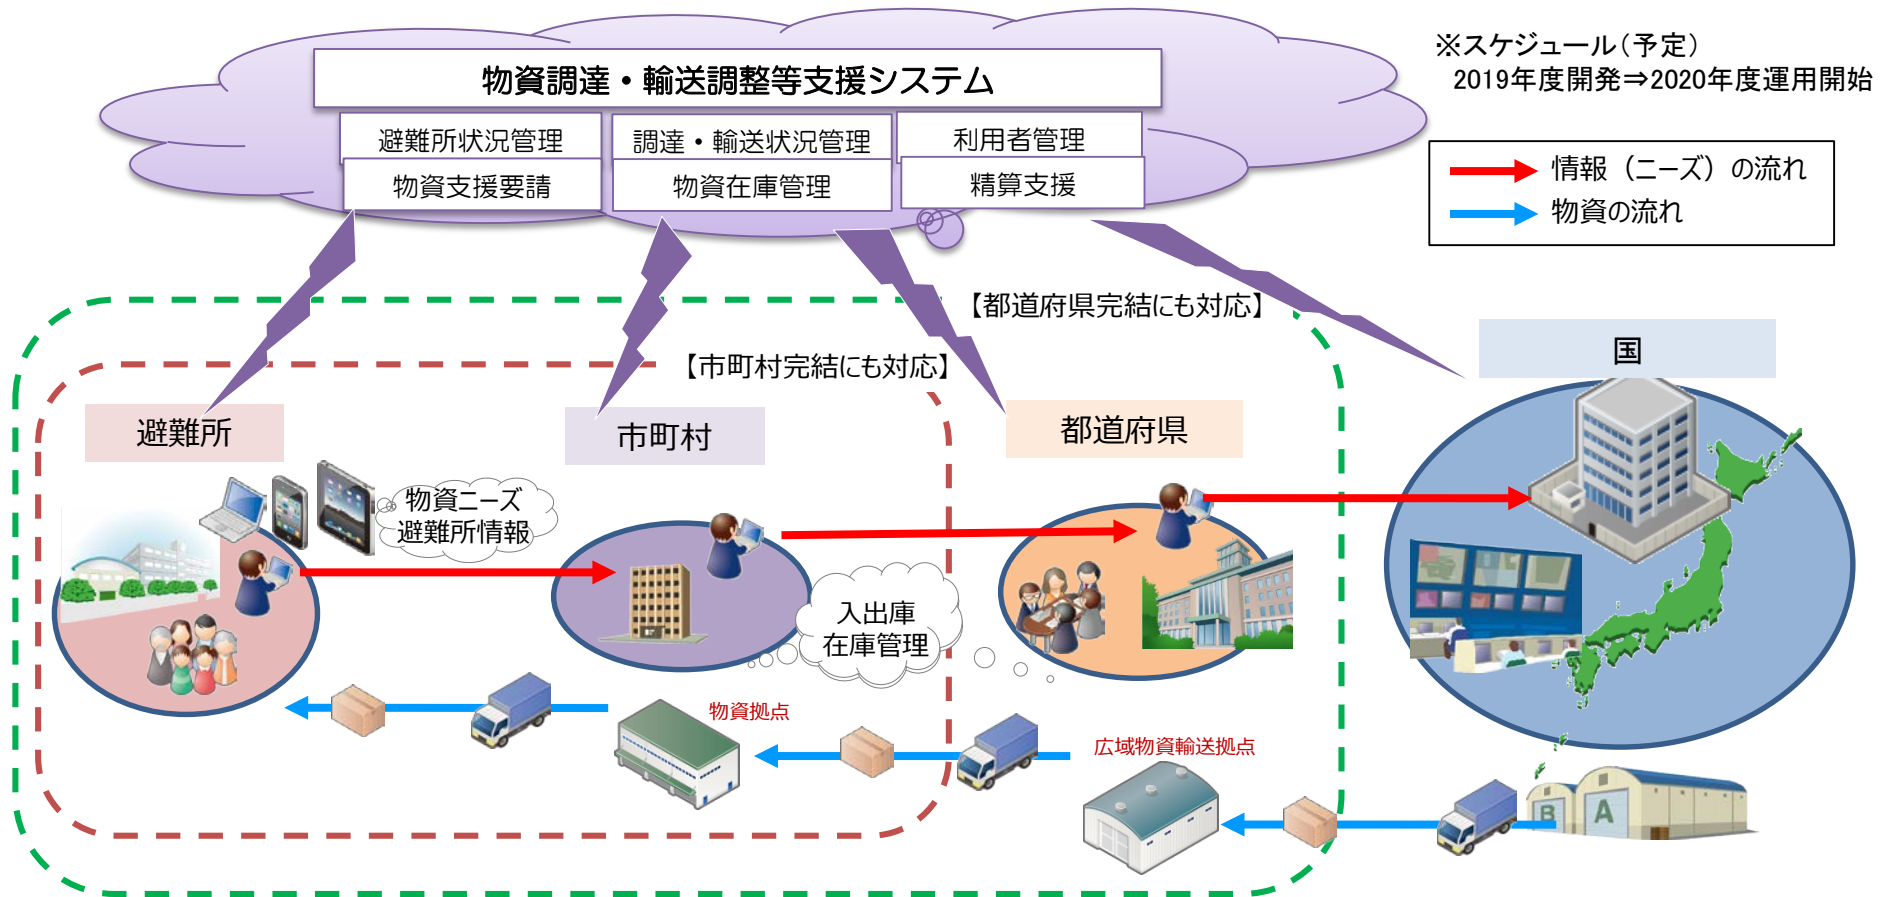 物資調達・輸送調整等支援システム
避難所状況管理
調達・輸送状況管理
利用者管理
物資支援要請
物資在庫管理
精算支援
※スケジュール（予定）
2019年度開発⇒2020年度運用開始
情報（ニーズ）の流れ
物資の流れ
【都道府県完結にも対応】
【市町村完結にも対応】
避難所
市町村
都道府県
国
物資ニーズ
避難所情報
入出庫
在庫管理
物資拠点
広域物資輸送拠点
B
A